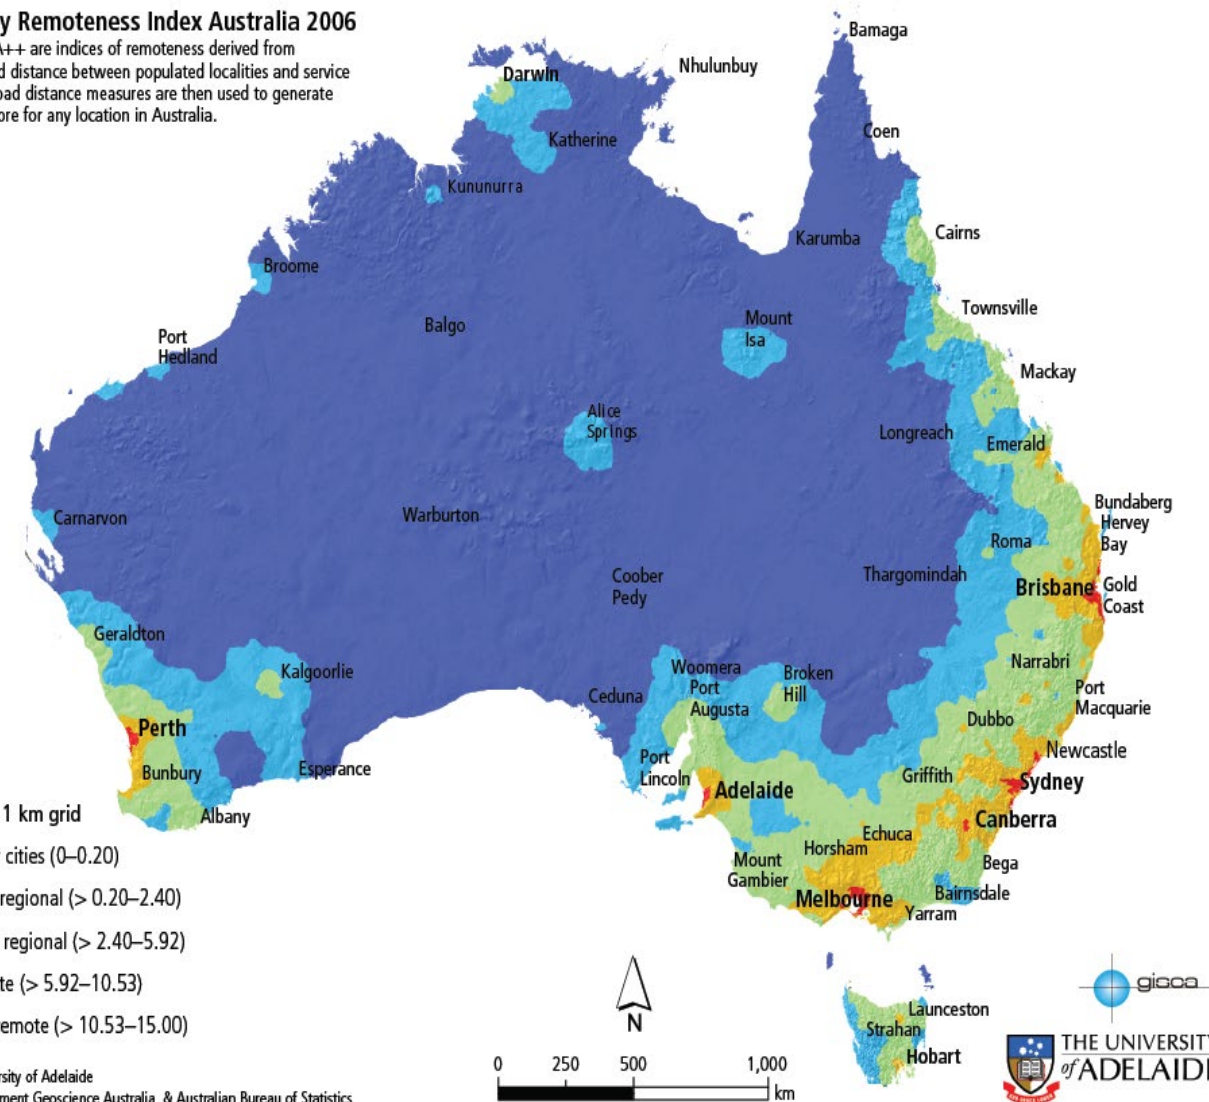 y Remoteness Index Australia 2006
A++ are indices of remoteness derived from
d distance between populated localities and service
oad distance measures are then used to generate
ore for any location in Australia.
Bamaga
Nhulunbuy
Darwin
Coen
Katherine
Kununurra
Cairns
Karumba
Broome
Townsville
Mount
Isa
Balgo
Port
Hedland
Mackay
Alice
Springs
Longreach
Emerald
Bundaberg
Hervey
Bay
Carnarvon
Warburton
Roma
Coober
Pedy
Thargomindah
Brisbane
Gold
Coast
Geraldton
Kalgoorlie
Woomera
Broken
Hill
Narrabri
Port
Augusta
Ceduna
Port
Macquarie
Dubbo
Perth
Newcastle
Bunbury
Esperance
Port
Lincoln
Griffith
Sydney
Adelaide
Albany
Canberra
Echuca
Horsham
Mount
Gambier
Bega
Bairnsdale
Melbourne
Yarram
1 km grid
cities (0–0.20)
regional (> 0.20–2.40)
regional (> 2.40–5.92)
te (> 5.92–10.53)
emote (> 10.53–15.00)
N
gisca
Launceston
Strahan
Hobart
THE UNIVERSITY
of ADELAIDE
0 250 500 1,000
km
rsity of Adelaide
nment Geoscience Australia, & Australian Bureau of Statistics